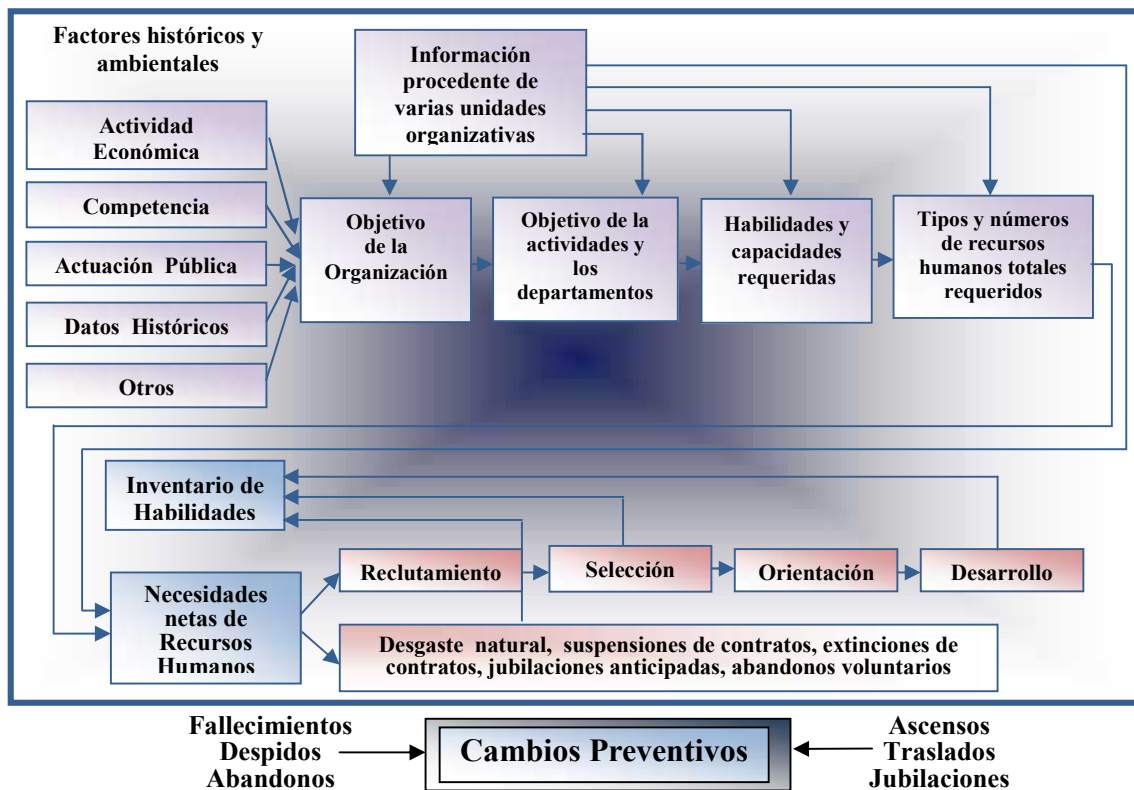 Factores históricos y
ambientales
Información
procedente de
varias unidades
organizativas
Actividad
Económica
Competencia
Actuación Pública
Datos Históricos
Otros
Objetivo
de la
Organización
Objetivo de la
actividades y
los
departamentos
Habilidades y
capacidades
requeridas
Tipos y números
de recursos
humanos totales
requeridos
Inventario de
Habilidades
Necesidades
netas de
Recursos
Humanos
Reclutamiento
Selección
Orientación
Desarrollo
Desgaste natural, suspensiones de contratos, extinciones de
contratos, jubilaciones anticipadas, abandonos voluntarios
Fallecimientos
Despidos
Abandonos
Cambios Preventivos
Ascensos
Traslados
Jubilaciones